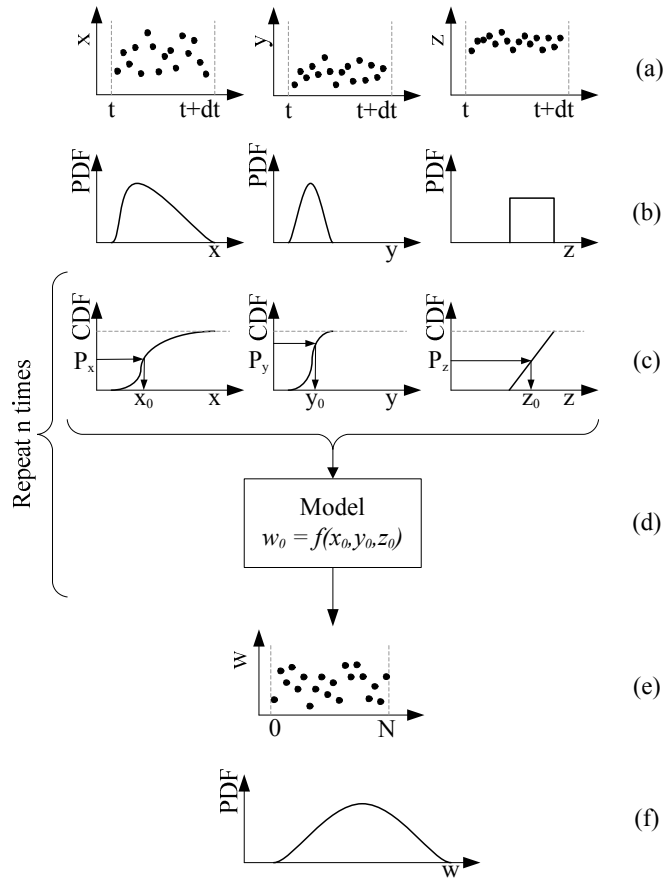 x y z
t t+dt t t+dt t t+dt (a)
PDF PDF PDF
x y z (b)
CDF CDF CDF
Pₓ P_y P_z (c)
x₀ x y₀ y z₀ z
Repeat n times
Model
w₀ = f(x₀,y₀,z₀)
(d)
w
(e)
0 N
PDF
(f)
w